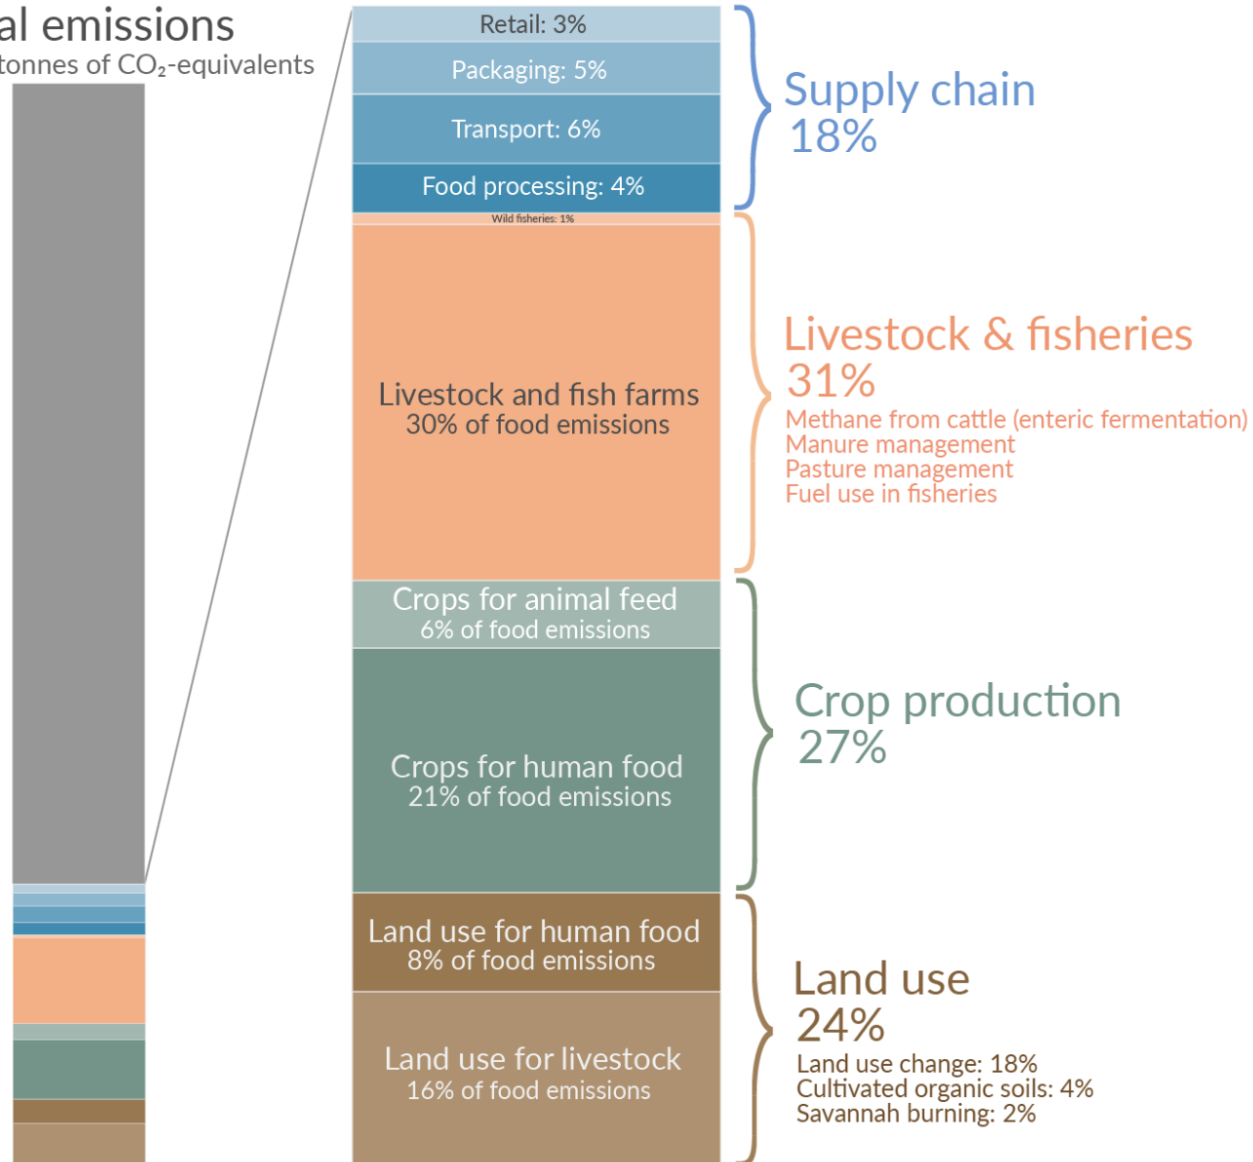 al emissions
tonnes of CO₂-equivalents
Retail: 3%
Packaging: 5%
Transport: 6%
Food processing: 4%
Supply chain
18%
Wild fisheries: 1%
Livestock and fish farms
30% of food emissions
Livestock & fisheries
31%
Methane from cattle (enteric fermentation)
Manure management
Pasture management
Fuel use in fisheries
Crops for animal feed
6% of food emissions
Crops for human food
21% of food emissions
Crop production
27%
Land use for human food
8% of food emissions
Land use for livestock
16% of food emissions
Land use
24%
Land use change: 18%
Cultivated organic soils: 4%
Savannah burning: 2%